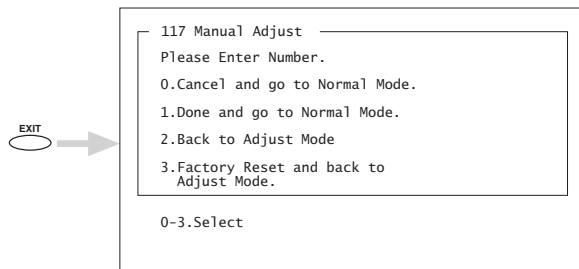 117 Manual Adjust
Please Enter Number.
0.Cancel and go to Normal Mode.
1.Done and go to Normal Mode.
EXIT
2.Back to Adjust Mode
3.Factory Reset and back to
Adjust Mode.
0-3.Select